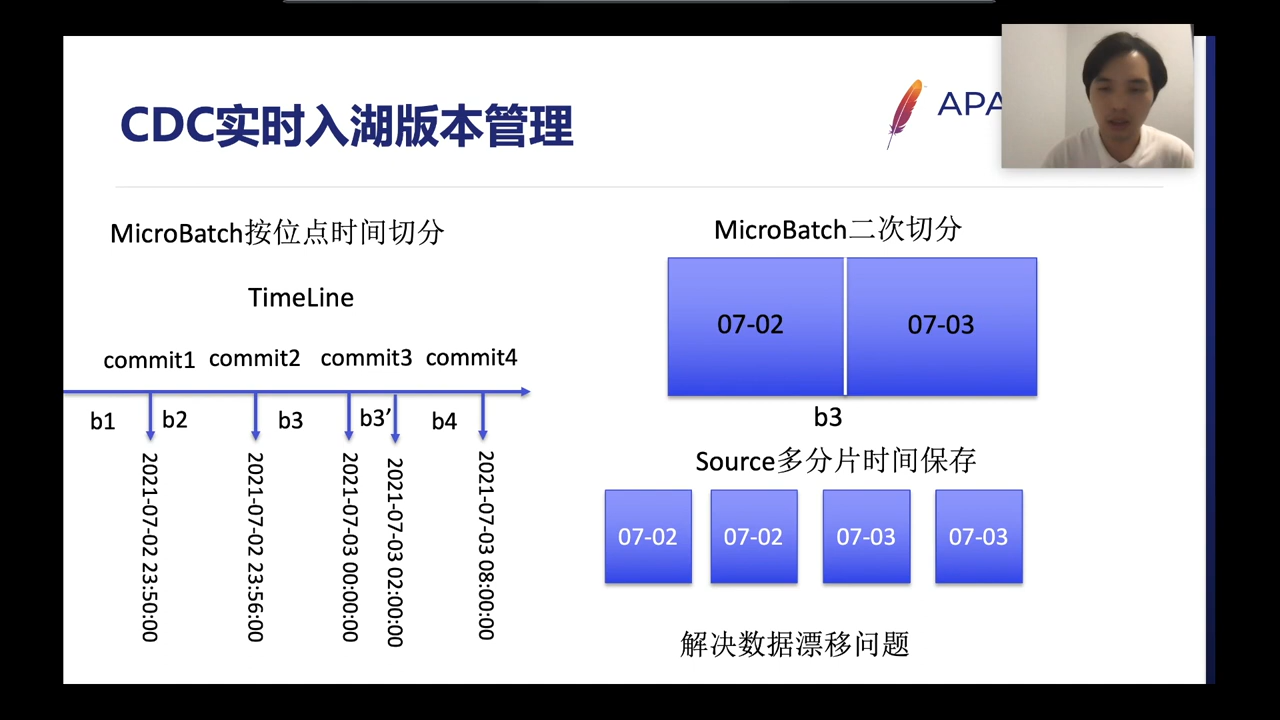 CDC实时入湖版本管理
APA
MicroBatch按位点时间切分
TimeLine
commit1 commit2 commit3 commit4
b1 b2 b3 b3’ b4
2021-07-02 23:50:00
2021-07-02 23:56:00
2021-07-03 00:00:00
2021-07-03 02:00:00
2021-07-03 08:00:00
MicroBatch二次切分
07-02 07-03
b3
Source多分片时间保存
07-02 07-02 07-03 07-03
解决数据漂移问题